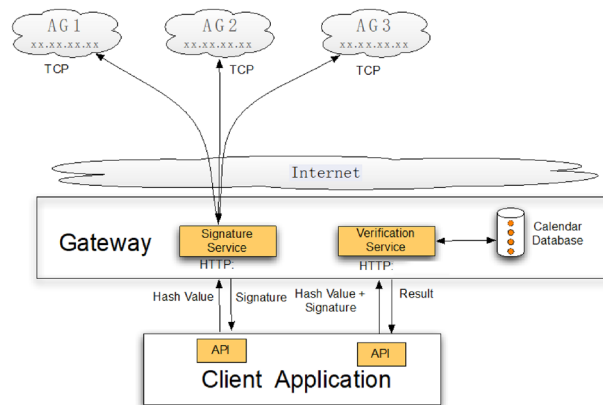 AG1
xx.xx.xx.xx
TCP
AG2
xx.xx.xx.xx
TCP
AG3
xx.xx.xx.xx
TCP
Internet
Gateway
Signature
Service
HTTP:
Verification
Service
HTTP:
Calendar
Database
Hash Value
Signature
Hash Value +
Signature
Result
API
API
Client Application